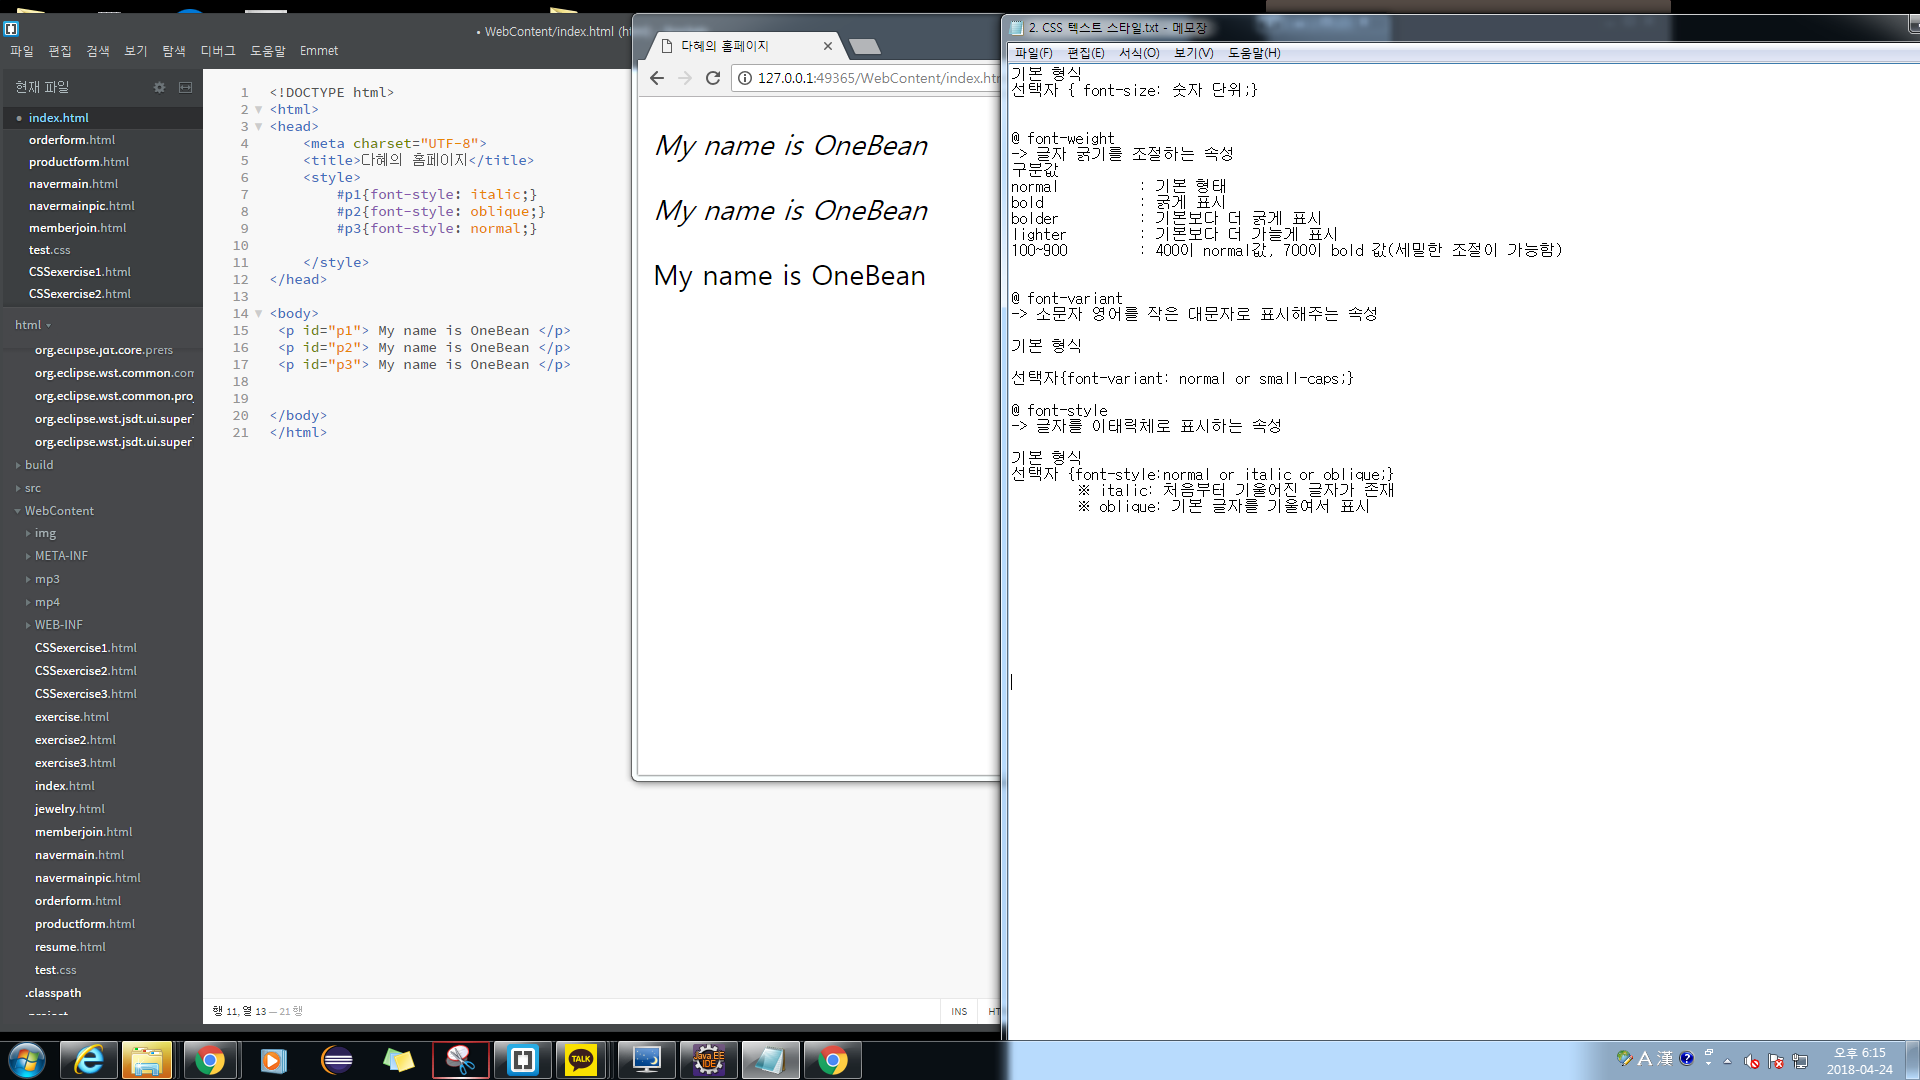 • WebContent/index.html (ht
파일 편집 검색 보기 탐색 디버그 도움말 Emmet
현재 파일
index.html
orderform.html
productform.html
navermain.html
navermainpic.html
memberjoin.html
test.css
CSSexercise1.html
CSSexercise2.html
html
org.eclipse.jdt.core.prefs
org.eclipse.wst.common.com
org.eclipse.wst.common.pro
org.eclipse.wst.jsdt.ui.super
org.eclipse.wst.jsdt.ui.super
build
src
WebContent
img
META-INF
mp3
mp4
WEB-INF
CSSexercise1.html
CSSexercise2.html
CSSexercise3.html
exercise.html
exercise2.html
exercise3.html
index.html
jewelry.html
memberjoin.html
navermain.html
navermainpic.html
orderform.html
productform.html
resume.html
test.css
.classpath
.project
1 <!DOCTYPE html>
2 <html>
3 <head>
4 <meta charset="UTF-8">
5 <title>다혜의 홈페이지</title>
6 <style>
7 #p1{font-style: italic;}
8 #p2{font-style: oblique;}
9 #p3{font-style: normal;}
10
11 </style>
12 </head>
13
14 <body>
15 <p id="p1"> My name is OneBean </p>
16 <p id="p2"> My name is OneBean </p>
17 <p id="p3"> My name is OneBean </p>
18
19
20 </body>
21 </html>
행 11, 열 13 — 21 행
INS HT
다혜의 홈페이지
127.0.0.1:49365/WebContent/index.htm
My name is OneBean
My name is OneBean
My name is OneBean
2. CSS 텍스트 스타일.txt - 메모장
파일(F) 편집(E) 서식(O) 보기(V) 도움말(H)
기본 형식
선택자 { font-size: 숫자 단위;}
@ font-weight
-> 글자 굵기를 조절하는 속성
구분값
normal : 기본 형태
bold : 굵게 표시
bolder : 기본보다 더 굵게 표시
lighter : 기본보다 더 가늘게 표시
100~900 : 400이 normal값, 700이 bold 값(세밀한 조절이 가능함)
@ font-variant
-> 소문자 영어를 작은 대문자로 표시해주는 속성
기본 형식
선택자{font-variant: normal or small-caps;}
@ font-style
-> 글자를 이태릭체로 표시하는 속성
기본 형식
선택자 {font-style:normal or italic or oblique;}
※ italic: 처음부터 기울어진 글자가 존재
※ oblique: 기본 글자를 기울여서 표시
TALK
Java EE
IDE
A 漢
오후 6:15
2018-04-24